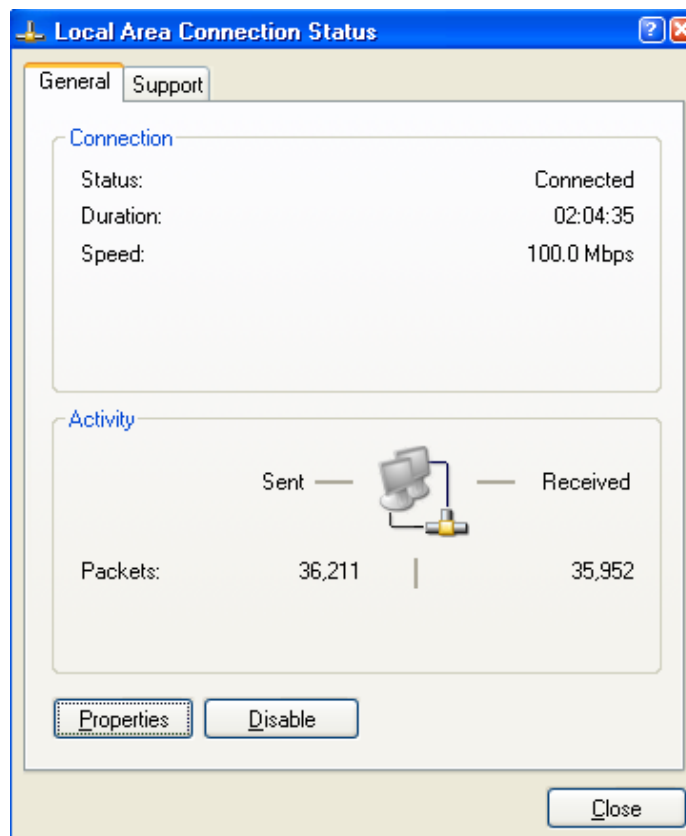 Local Area Connection Status
General Support
Connection
Status: Connected
Duration: 02:04:35
Speed: 100.0 Mbps
Activity
Sent Received
Packets: 36,211 35,952
Properties Disable
Close